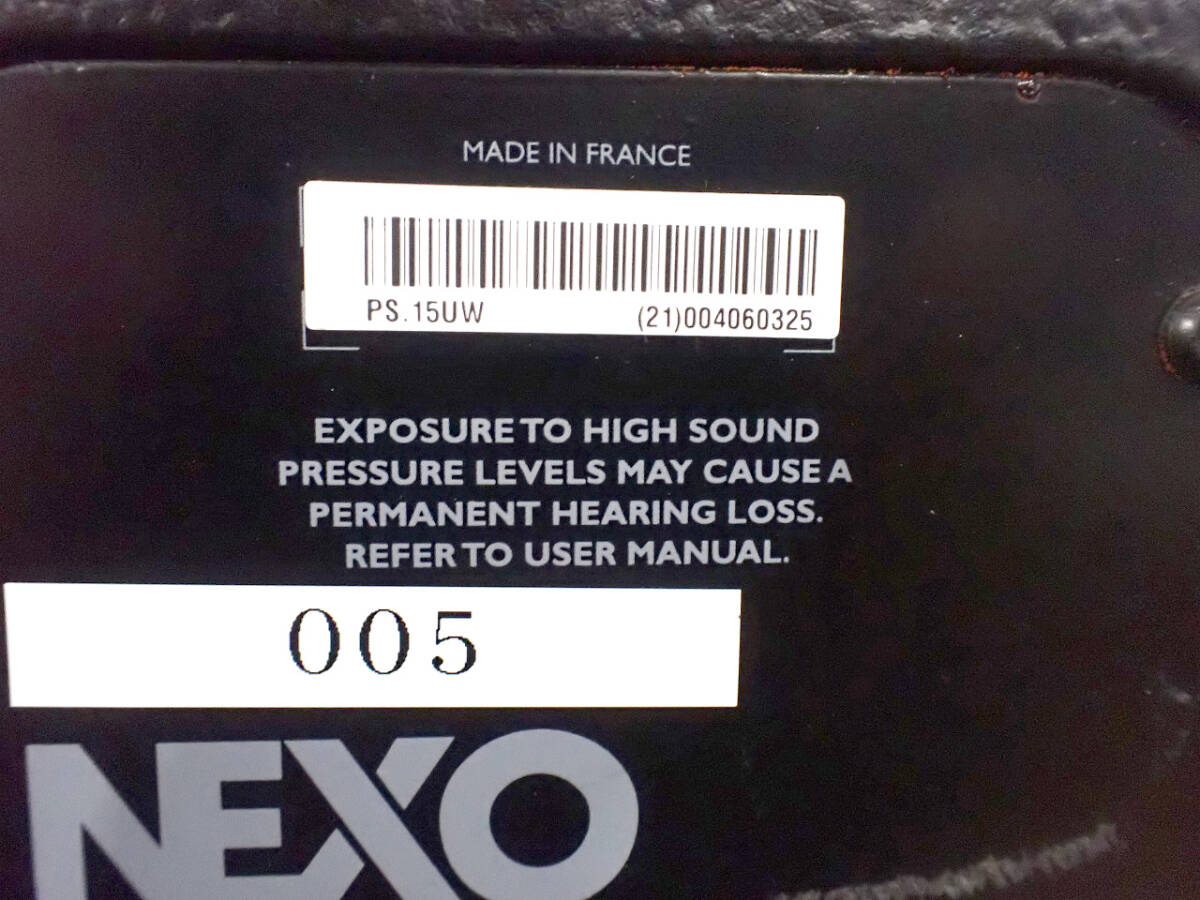 MADE IN FRANCE
PS.15UW (21)004060325
EXPOSURE TO HIGH SOUND
PRESSURE LEVELS MAY CAUSE A
PERMANENT HEARING LOSS.
REFER TO USER MANUAL.
005
NEXO